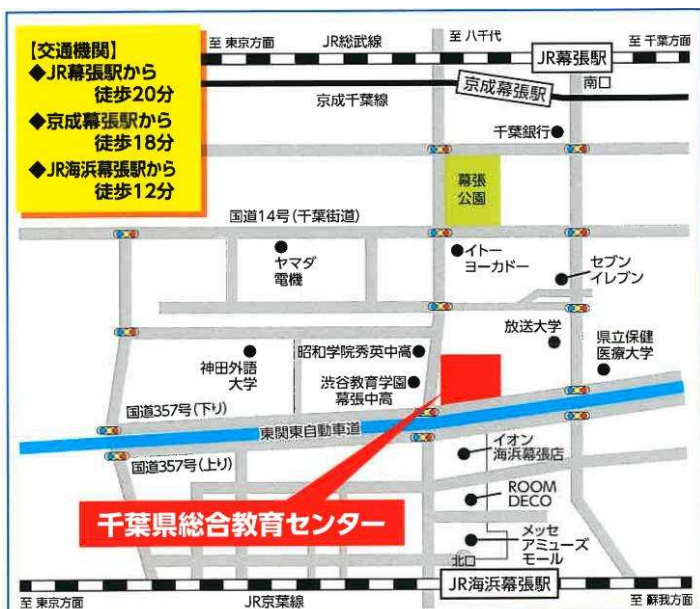 【交通機関】
◆JR幕張駅から
徒歩20分
◆京成幕張駅から
徒歩18分
◆JR海浜幕張駅から
徒歩12分
至 東京方面
JR総武線
至 八千代
JR幕張駅
至 千葉方面
南口
京成千葉線
京成幕張駅
千葉銀行
幕張
公園
国道14号(千葉街道)
ヤマダ
電機
イトー
ヨーカドー
セブン
イレブン
神田外語
大学
昭和学院秀英中高
渋谷教育学園
幕張中高
放送大学
県立保健
医療大学
国道357号(下り)
東関東自動車道
国道357号(上り)
イオン
海浜幕張店
千葉県総合教育センター
ROOM
DECO
メッセ
アミューズ
モール
北口
JR海浜幕張駅
至 東京方面
JR京葉線
至 蘇我方面